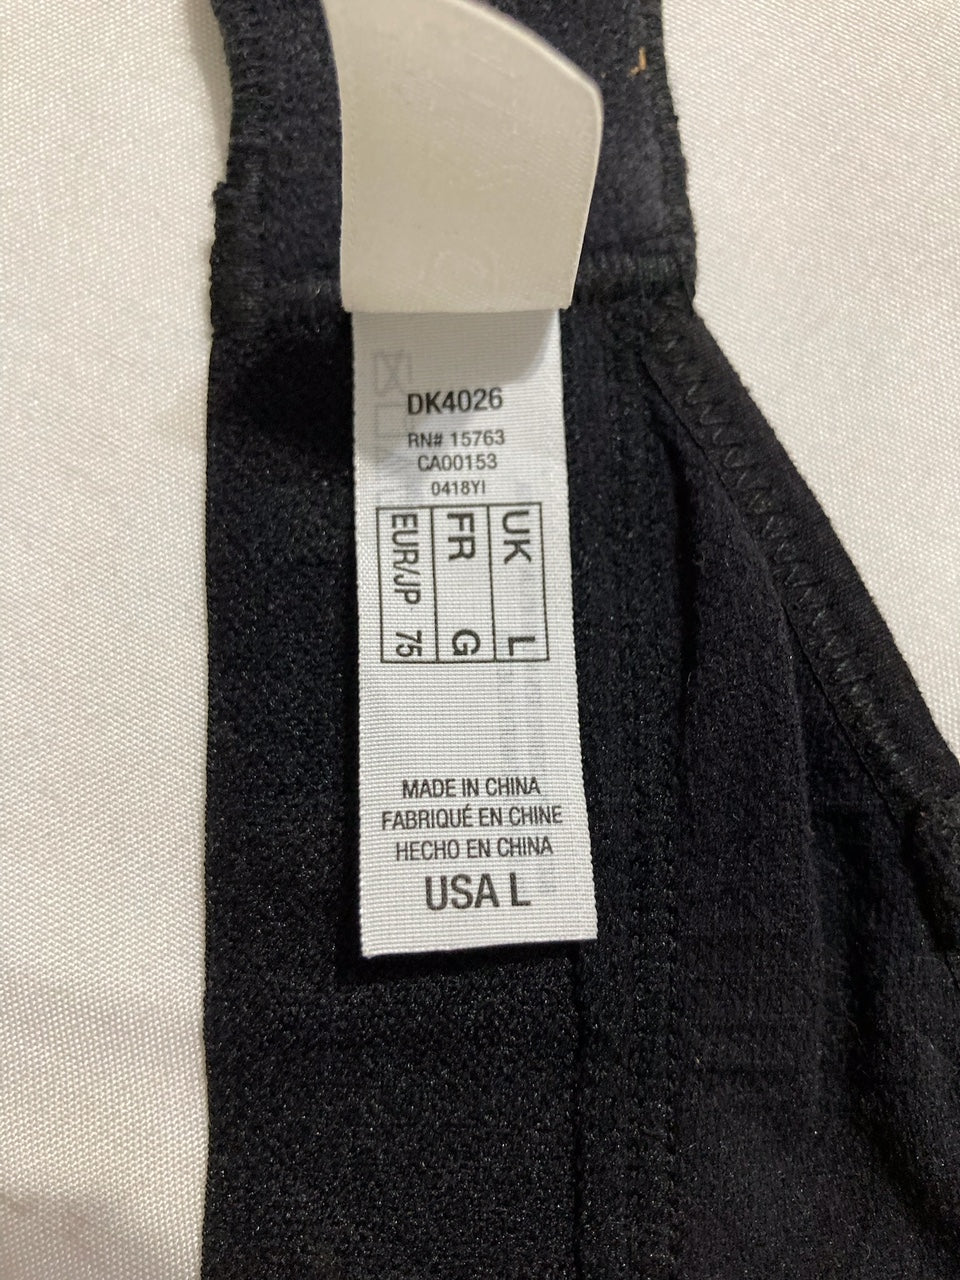 DK4026
RN# 15763
CA00153
0418YI
UK L
FR G
EUR/JP 75
MADE IN CHINA
FABRIQUÉ EN CHINE
HECHO EN CHINA
USA L